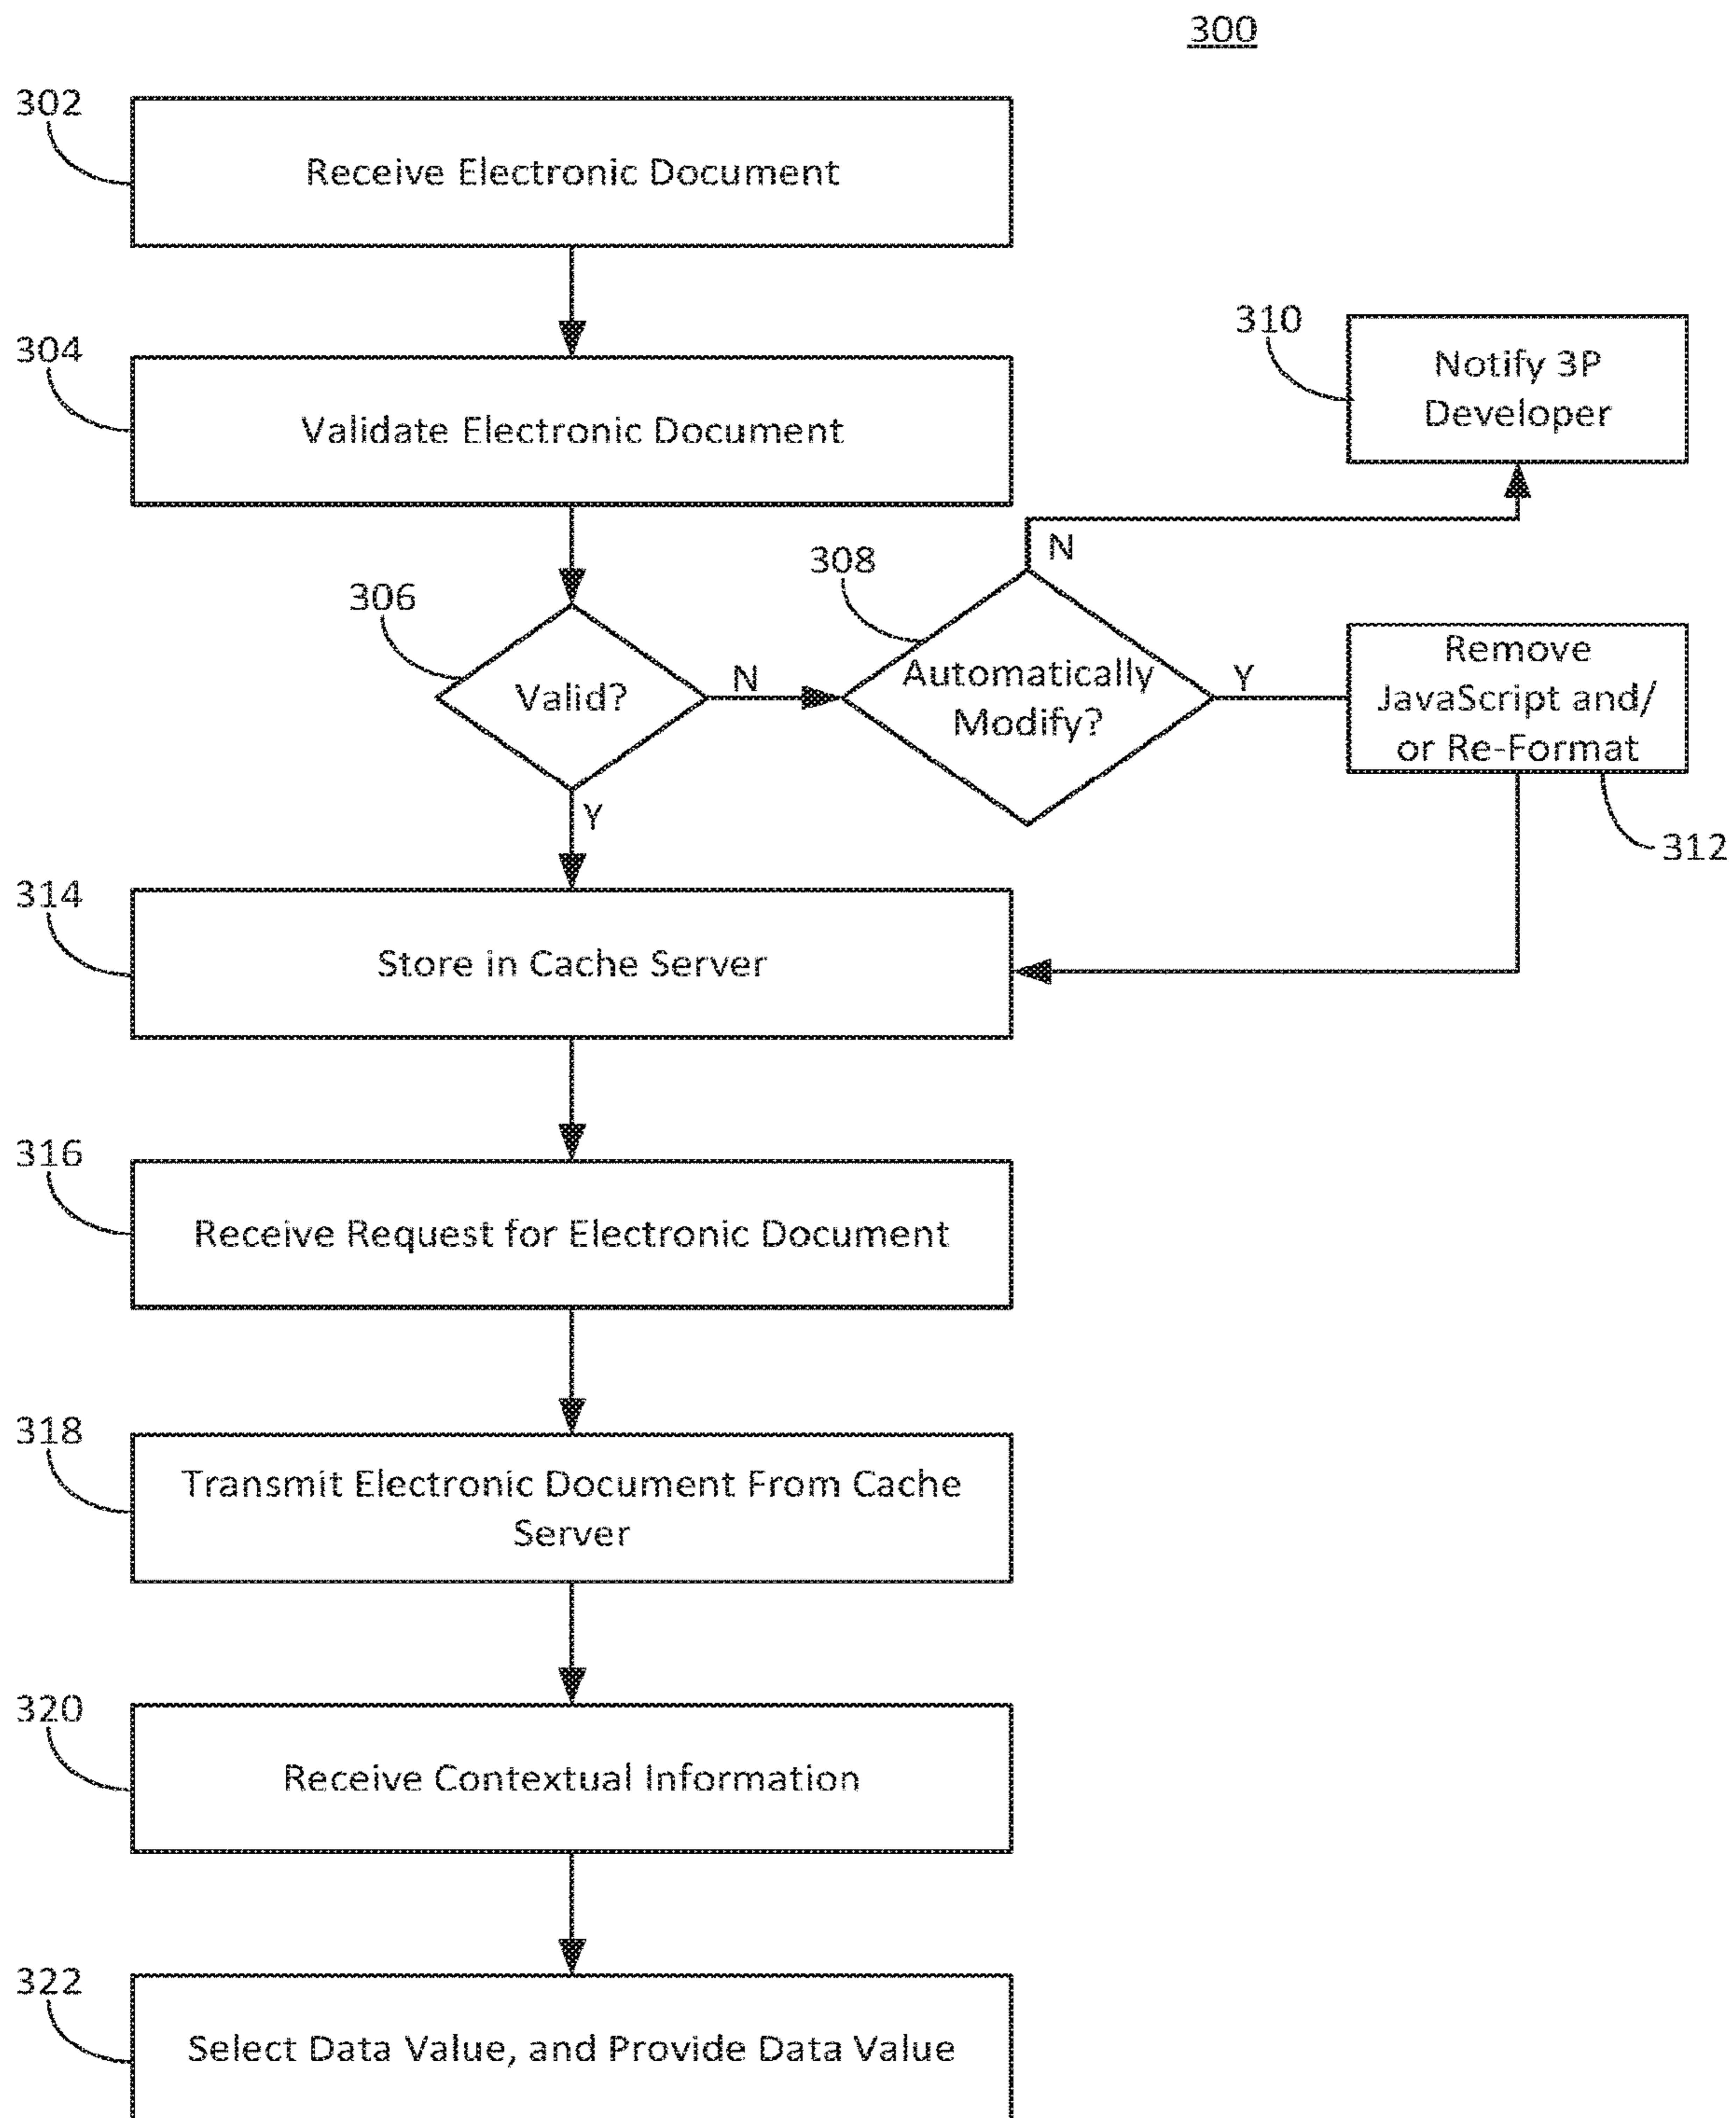 300
302
Receive Electronic Document
304
Validate Electronic Document
310
Notify 3P
Developer
306
Valid?
N
308
Automatically
Modify?
N
Y
Remove
JavaScript and/
or Re-Format
312
Y
314
Store in Cache Server
316
Receive Request for Electronic Document
318
Transmit Electronic Document From Cache
Server
320
Receive Contextual Information
322
Select Data Value, and Provide Data Value